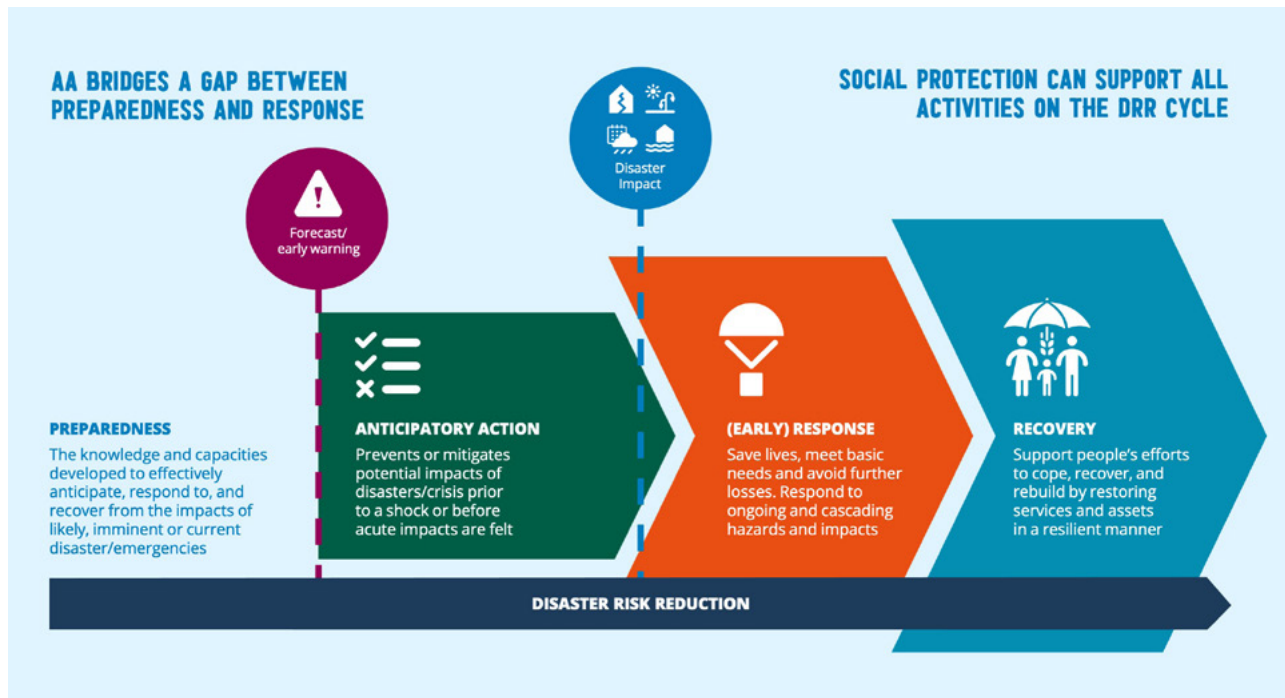 AA BRIDGES A GAP BETWEEN
PREPAREDNESS AND RESPONSE
SOCIAL PROTECTION CAN SUPPORT ALL
ACTIVITIES ON THE DRR CYCLE
Forecast/
early warning
Disaster
Impact
PREPAREDNESS
The knowledge and capacities
developed to effectively
anticipate, respond to, and
recover from the impacts of
likely, imminent or current
disaster/emergencies
ANTICIPATORY ACTION
Prevents or mitigates
potential impacts of
disasters/crisis prior
to a shock or before
acute impacts are felt
(EARLY) RESPONSE
Save lives, meet basic
needs and avoid further
losses. Respond to
ongoing and cascading
hazards and impacts
RECOVERY
Support people’s efforts
to cope, recover, and
rebuild by restoring
services and assets
in a resilient manner
DISASTER RISK REDUCTION